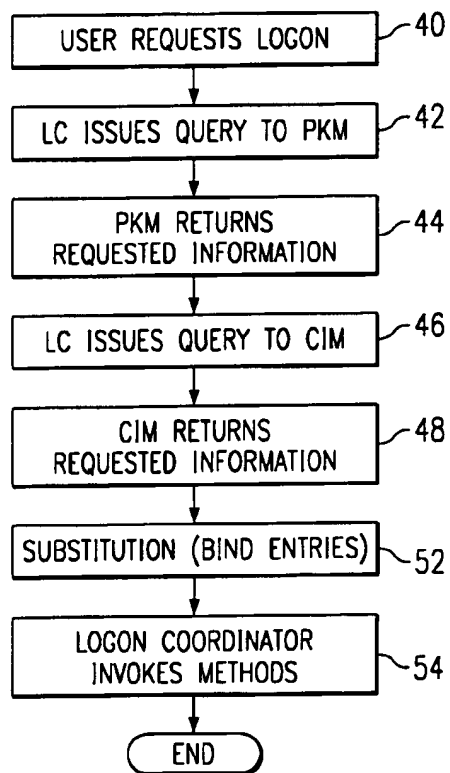 USER REQUESTS LOGON
40
LC ISSUES QUERY TO PKM
42
PKM RETURNS
REQUESTED INFORMATION
44
LC ISSUES QUERY TO CIM
46
CIM RETURNS
REQUESTED INFORMATION
48
SUBSTITUTION (BIND ENTRIES)
52
LOGON COORDINATOR
INVOKES METHODS
54
END